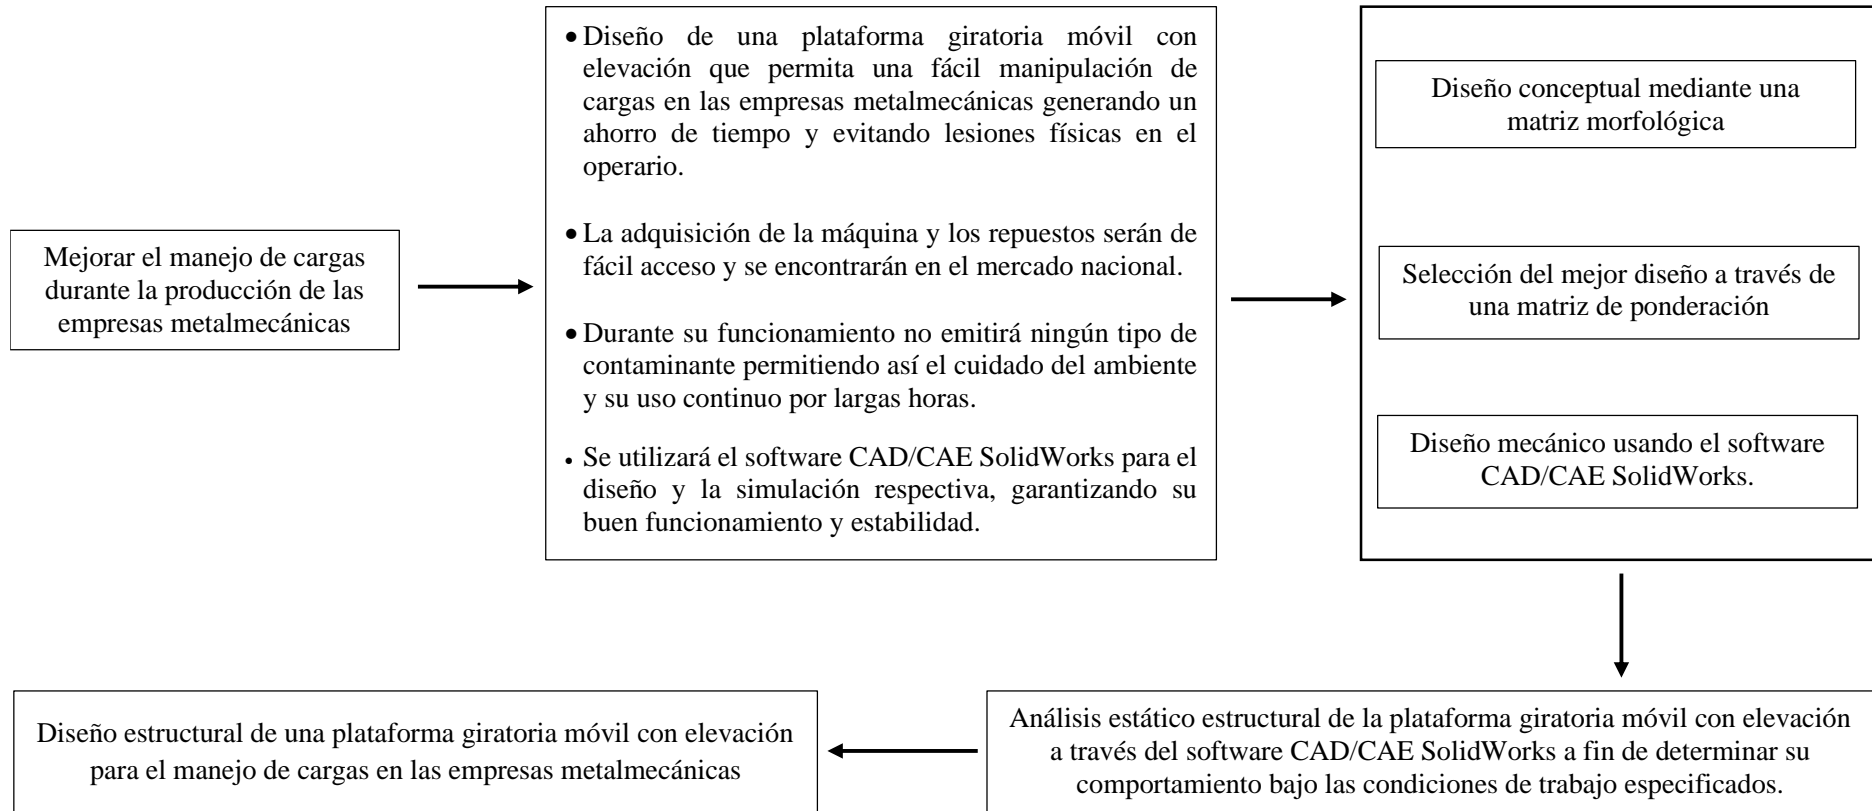 Mejorar el manejo de cargas
durante la producción de las
empresas metalmecánicas
• Diseño de una plataforma giratoria móvil con
elevación que permita una fácil manipulación de
cargas en las empresas metalmecánicas generando un
ahorro de tiempo y evitando lesiones físicas en el
operario.
• La adquisición de la máquina y los repuestos serán de
fácil acceso y se encontrarán en el mercado nacional.
• Durante su funcionamiento no emitirá ningún tipo de
contaminante permitiendo así el cuidado del ambiente
y su uso continuo por largas horas.
• Se utilizará el software CAD/CAE SolidWorks para el
diseño y la simulación respectiva, garantizando su
buen funcionamiento y estabilidad.
Diseño conceptual mediante una
matriz morfológica
Selección del mejor diseño a través de
una matriz de ponderación
Diseño mecánico usando el software
CAD/CAE SolidWorks.
Análisis estático estructural de la plataforma giratoria móvil con elevación
a través del software CAD/CAE SolidWorks a fin de determinar su
comportamiento bajo las condiciones de trabajo especificados.
Diseño estructural de una plataforma giratoria móvil con elevación
para el manejo de cargas en las empresas metalmecánicas